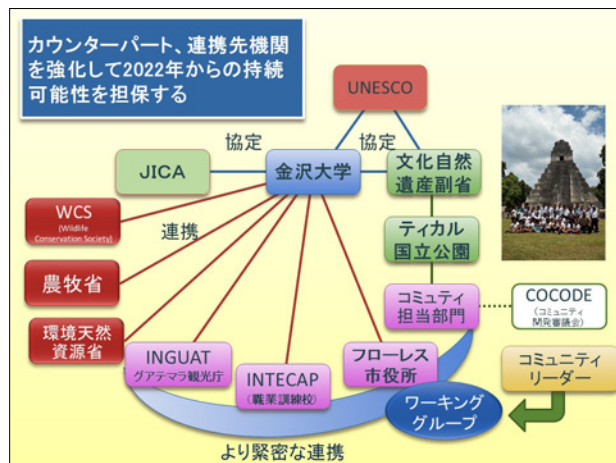 カウンターパート、連携先機関
を強化して2022年からの持続
可能性を担保する
UNESCO
協定
協定
JICA
金沢大学
文化自然
遺産副省
WCS
(Wildlife
Conservation Society)
連携
ティカル
国立公園
農牧省
コミュティ
担当部門
COCODE
(コミュニティ
開発審議会)
環境天然
資源省
INGUAT
グアテマラ観光庁
INTECAP
(職業訓練校)
フローレス
市役所
コミュニティ
リーダー
ワーキング
グループ
より緊密な連携